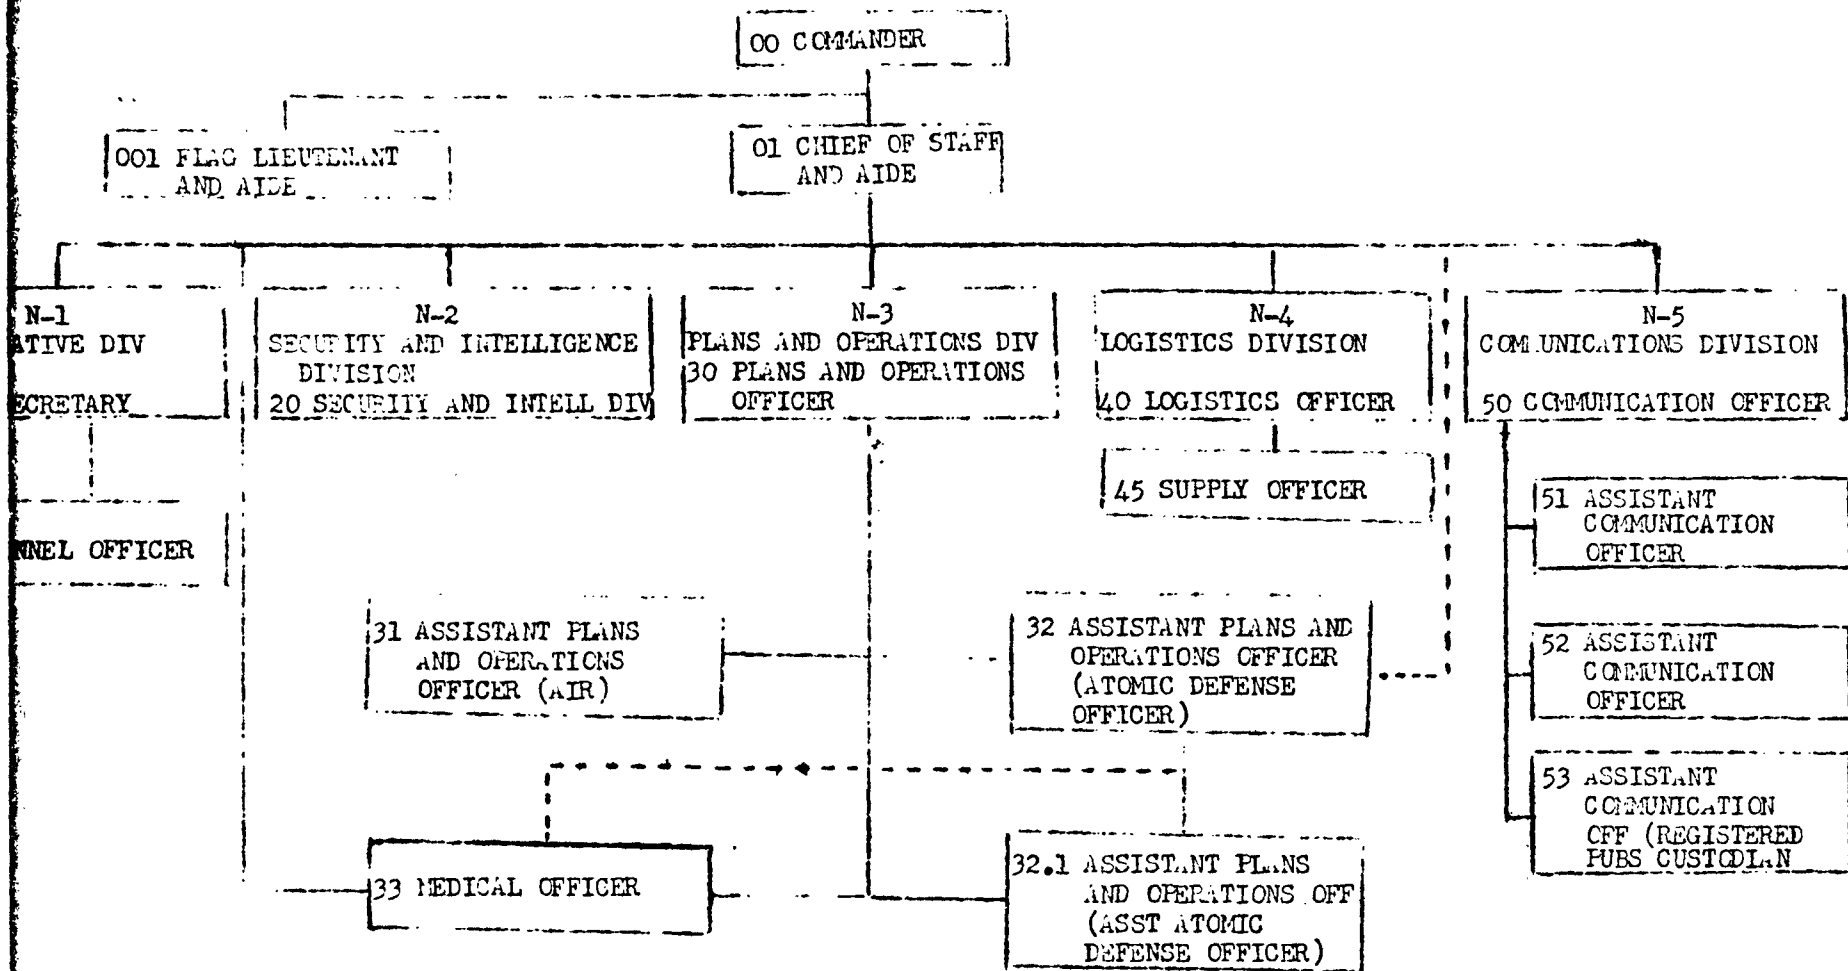 00 COMMANDER
001 FLAG LIEUTENANT
AND AIDE
01 CHIEF OF STAFF
AND AIDE
N-1
ATIVE DIV
ECRETARY
NNEL OFFICER
N-2
SECURITY AND INTELLIGENCE
DIVISION
20 SECURITY AND INTELL DIV
N-3
PLANS AND OPERATIONS DIV
30 PLANS AND OPERATIONS
OFFICER
N-4
LOGISTICS DIVISION
40 LOGISTICS OFFICER
45 SUPPLY OFFICER
N-5
COMMUNICATIONS DIVISION
50 COMMUNICATION OFFICER
51 ASSISTANT
COMMUNICATION
OFFICER
52 ASSISTANT
COMMUNICATION
OFFICER
53 ASSISTANT
COMMUNICATION
OFF (REGISTERED
PUBS CUSTODIAN
31 ASSISTANT PLANS
AND OPERATIONS
OFFICER (AIR)
32 ASSISTANT PLANS AND
OPERATIONS OFFICER
(ATOMIC DEFENSE
OFFICER)
33 MEDICAL OFFICER
32.1 ASSISTANT PLANS
AND OPERATIONS OFF
(ASST ATOMIC
DEFENSE OFFICER)